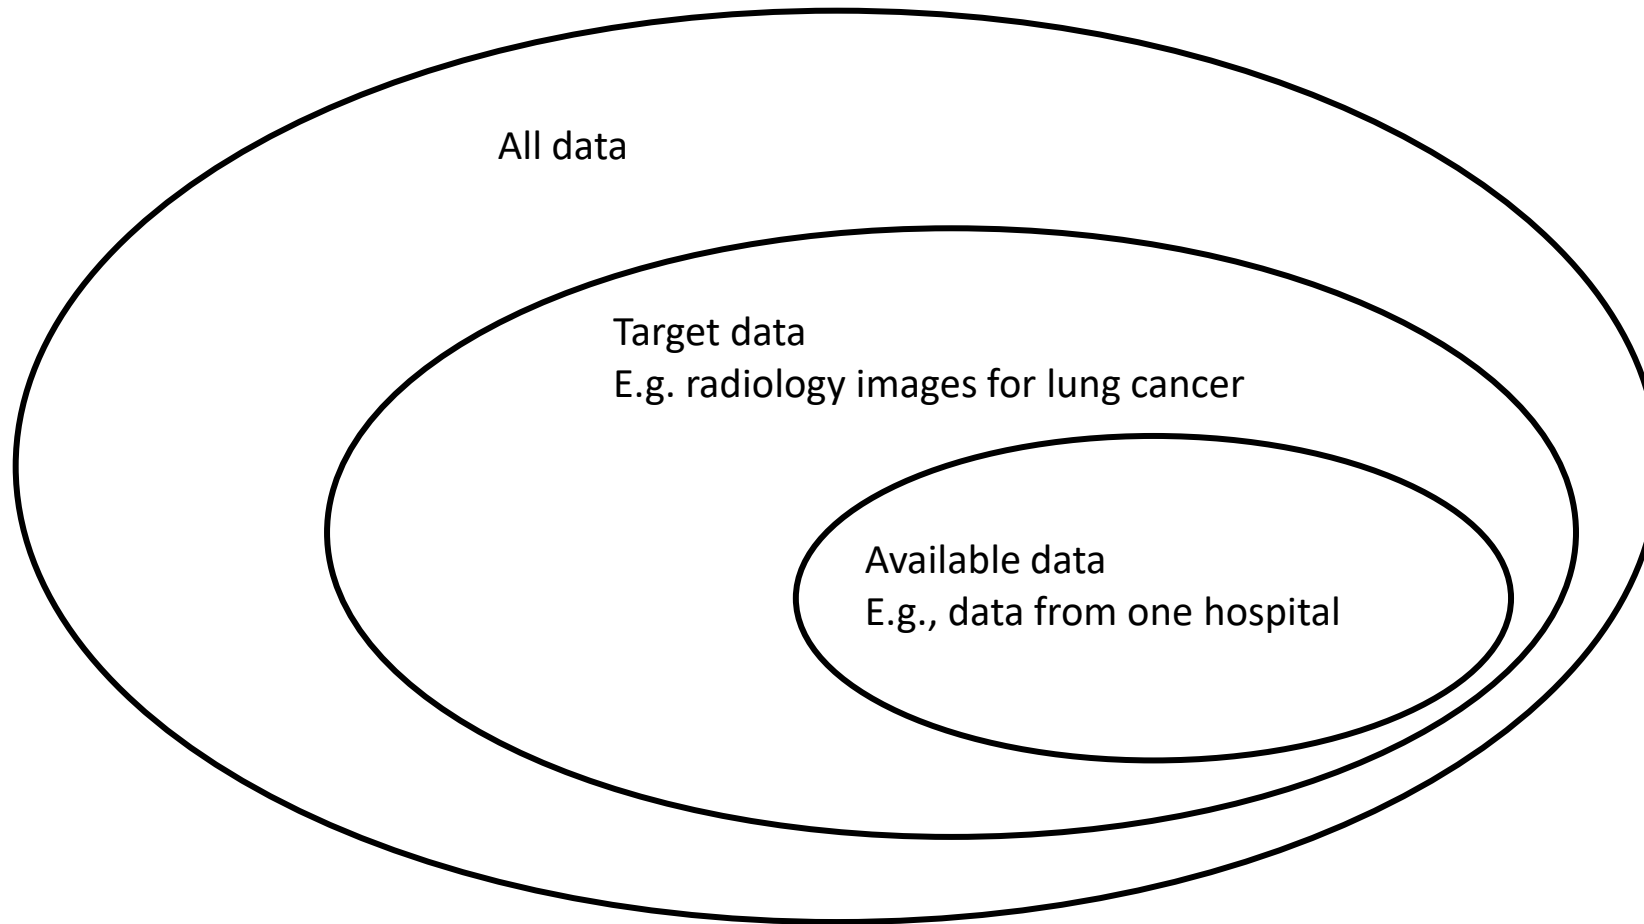 All data
Target data
E.g. radiology images for lung cancer
Available data
E.g., data from one hospital